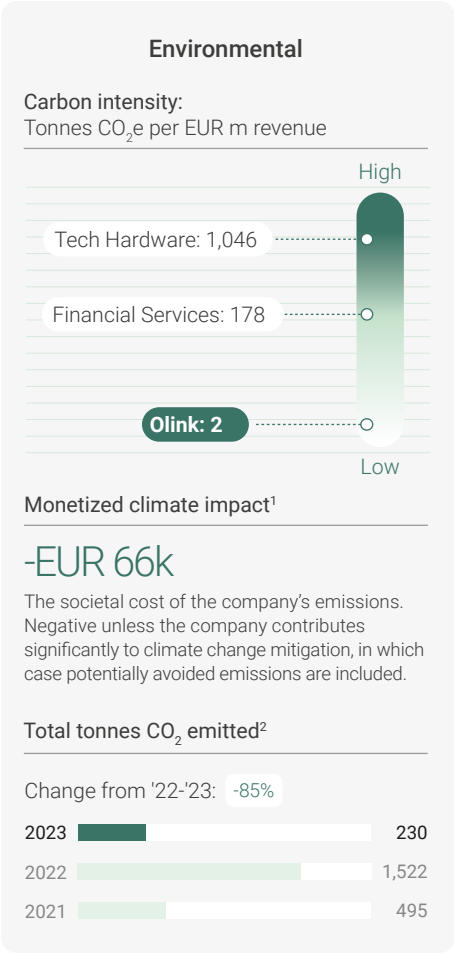 Environmental
Carbon intensity:
Tonnes CO₂e per EUR m revenue
High
Tech Hardware: 1,046
Financial Services: 178
Olink: 2
Low
Monetized climate impact¹
-EUR 66k
The societal cost of the company’s emissions.
Negative unless the company contributes
significantly to climate change mitigation, in which
case potentially avoided emissions are included.
Total tonnes CO₂ emitted²
Change from '22-'23: -85%
2023 230
2022 1,522
2021 495